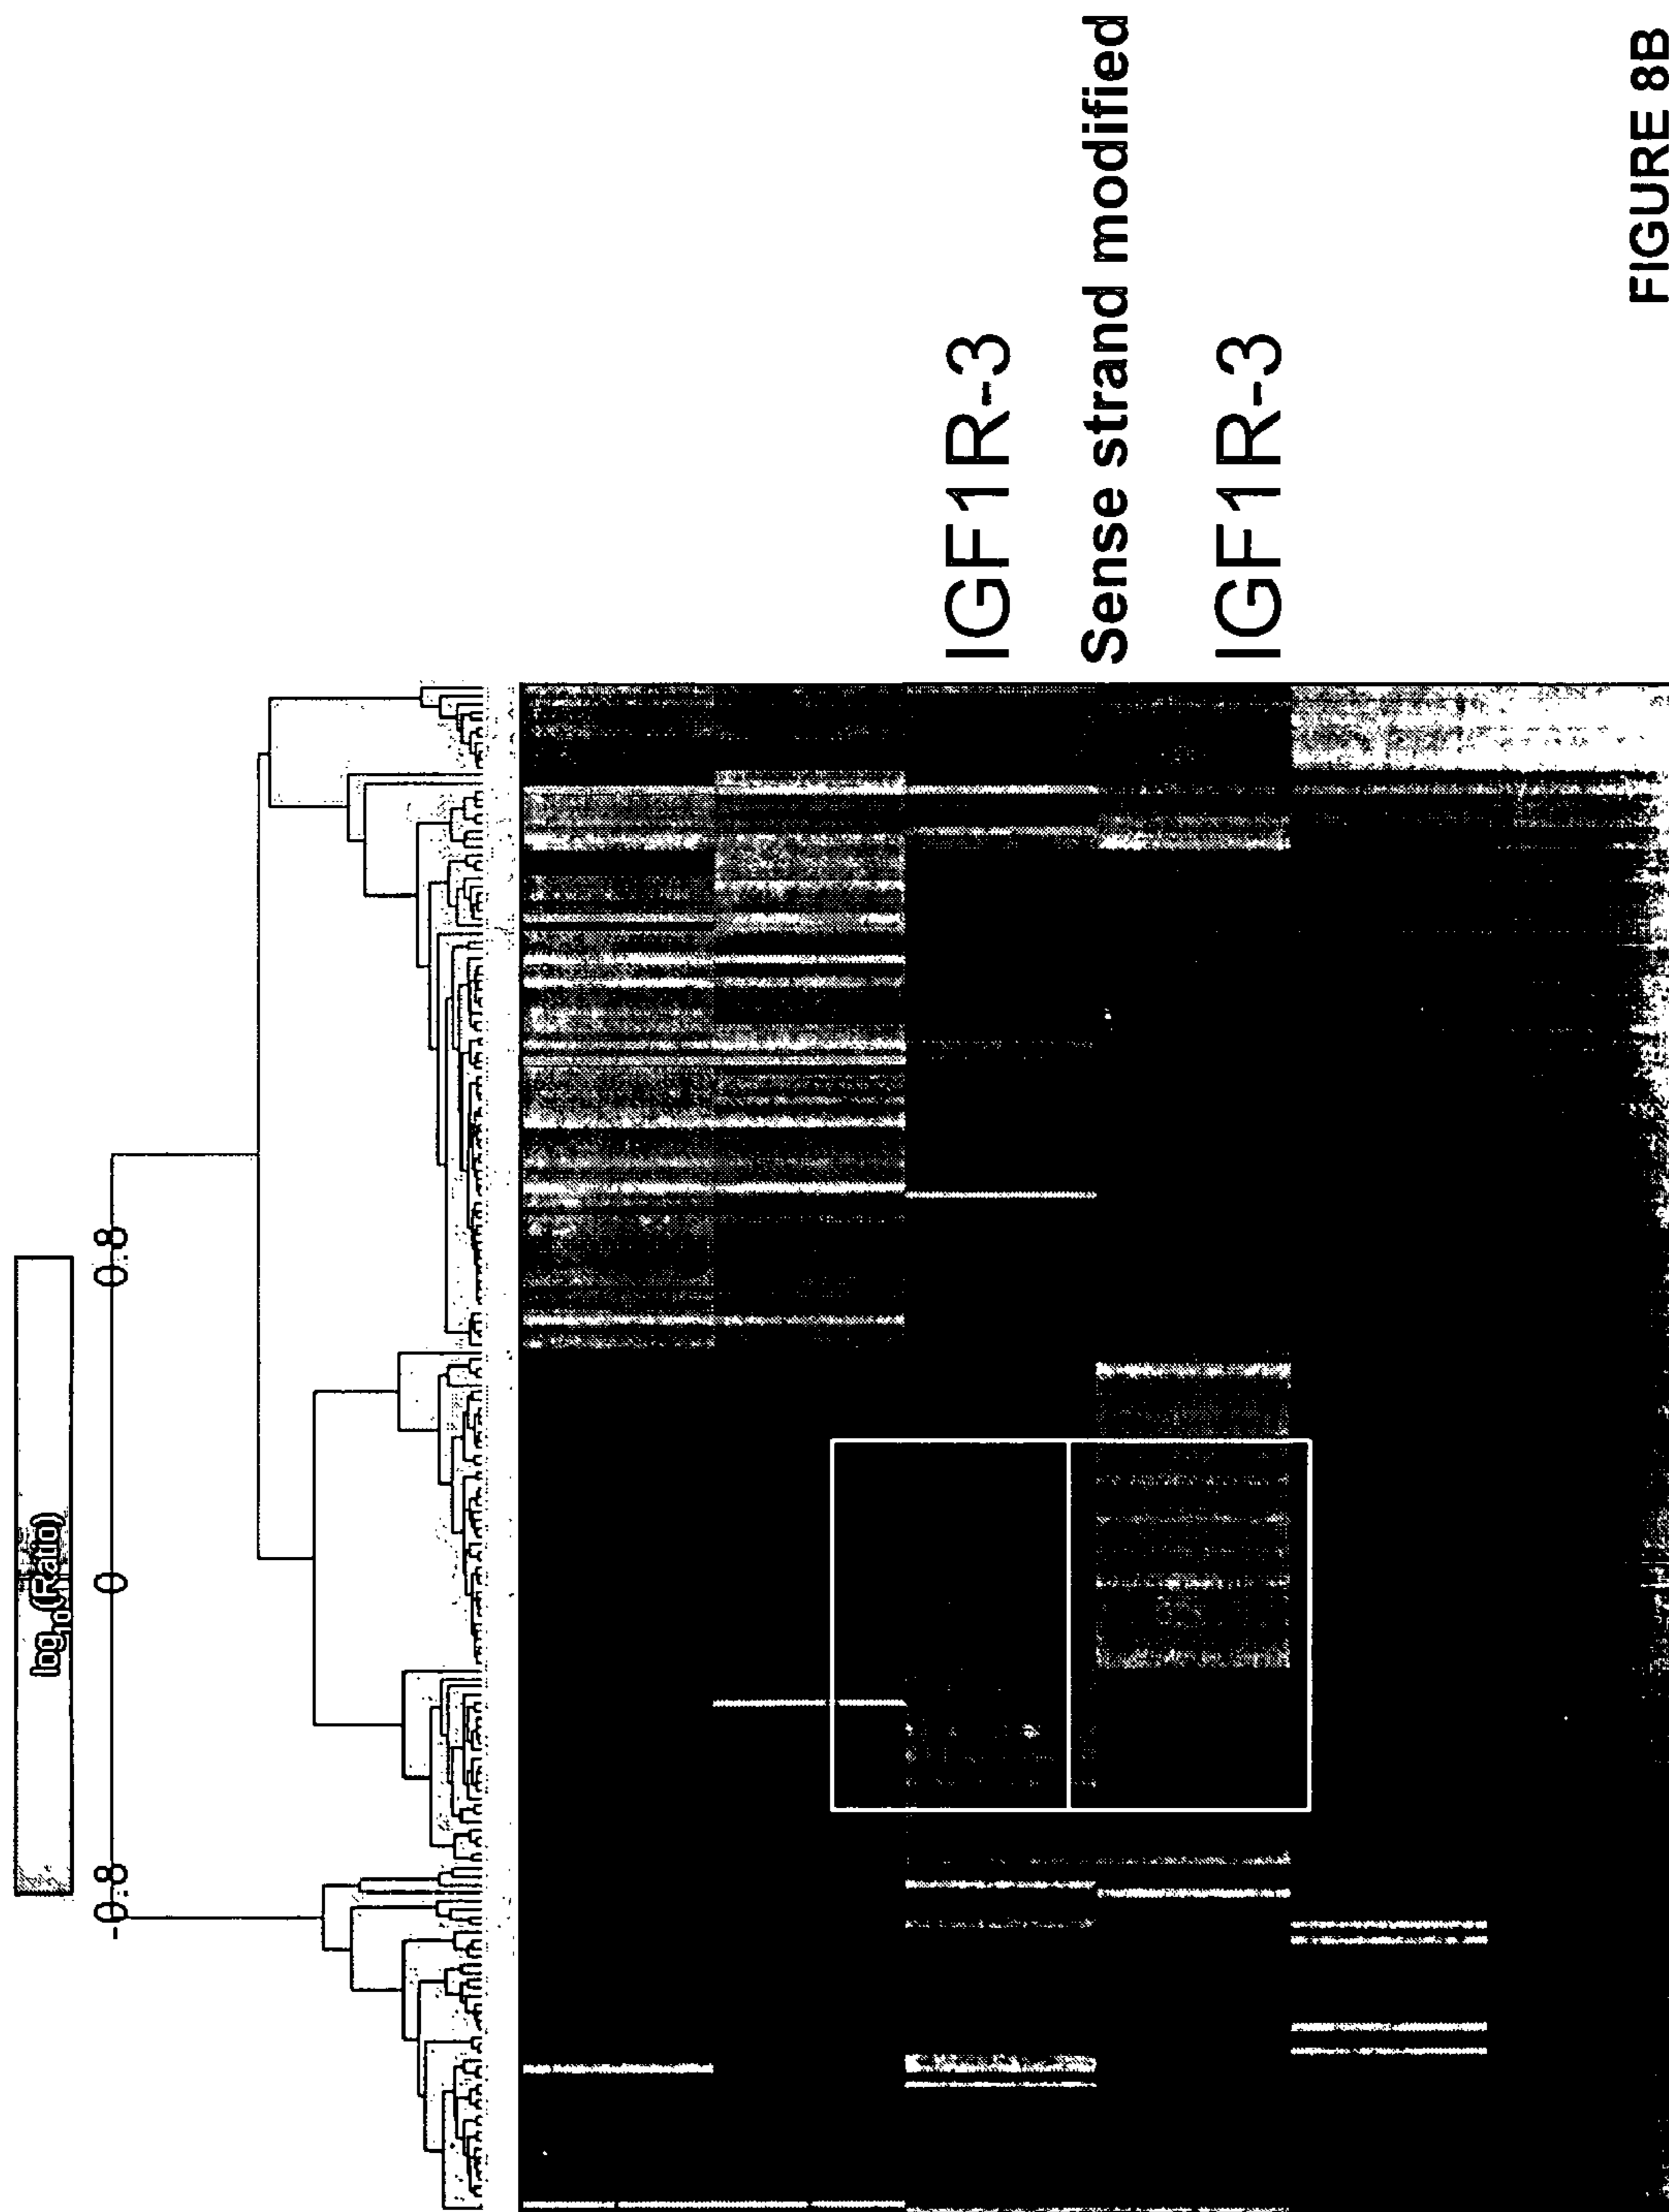 log10(Ratio)
-0.8
0
0.8
IGF1R-3
Sense strand modified
IGF1R-3
FIGURE 8B